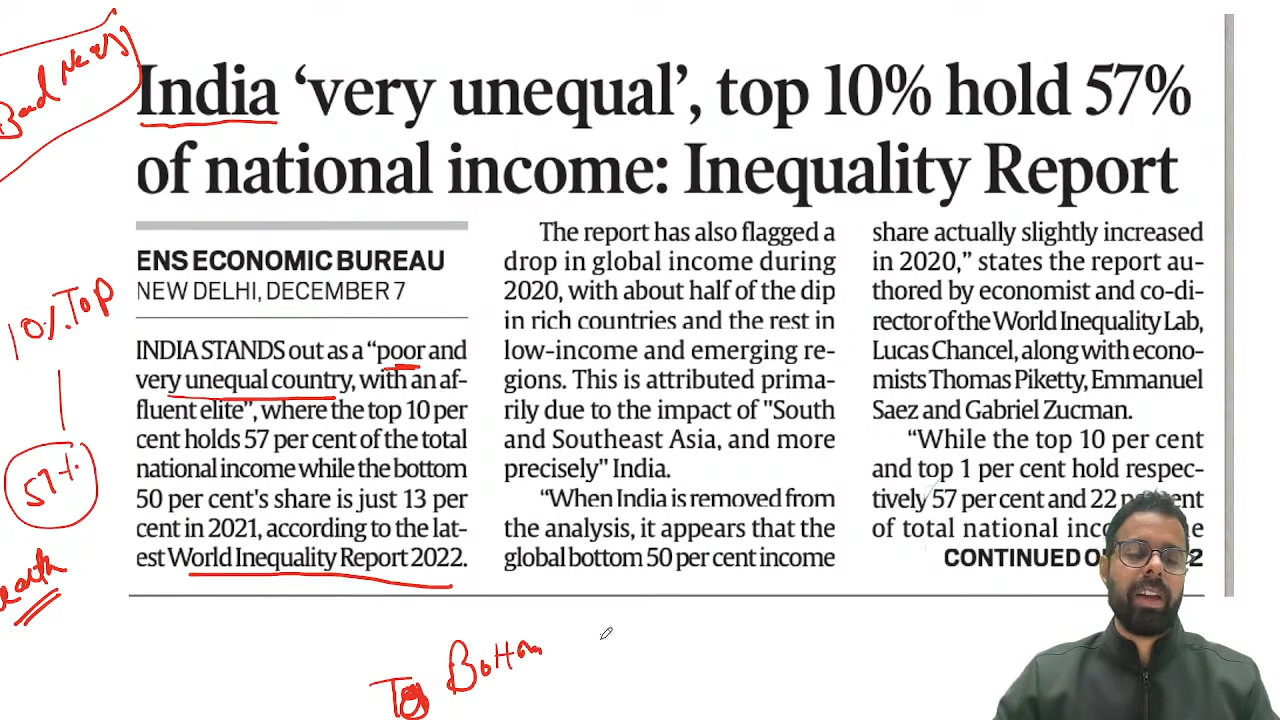 Bad News
India ‘very unequal’, top 10% hold 57%
of national income: Inequality Report
ENS ECONOMIC BUREAU
NEW DELHI, DECEMBER 7
INDIA STANDS out as a “poor and
very unequal country, with an af-
fluent elite”, where the top 10 per
cent holds 57 per cent of the total
national income while the bottom
50 per cent's share is just 13 per
cent in 2021, according to the lat-
est World Inequality Report 2022.
The report has also flagged a
drop in global income during
2020, with about half of the dip
in rich countries and the rest in
low-income and emerging re-
gions. This is attributed prima-
rily due to the impact of "South
and Southeast Asia, and more
precisely" India.
“When India is removed from
the analysis, it appears that the
global bottom 50 per cent income
share actually slightly increased
in 2020,” states the report au-
thored by economist and co-di-
rector of the World Inequality Lab,
Lucas Chancel, along with econo-
mists Thomas Piketty, Emmanuel
Saez and Gabriel Zucman.
“While the top 10 per cent
and top 1 per cent hold respec-
tively 57 per cent and 22 per cent
of total national
CONTINUED
10% Top
57%
Bottom